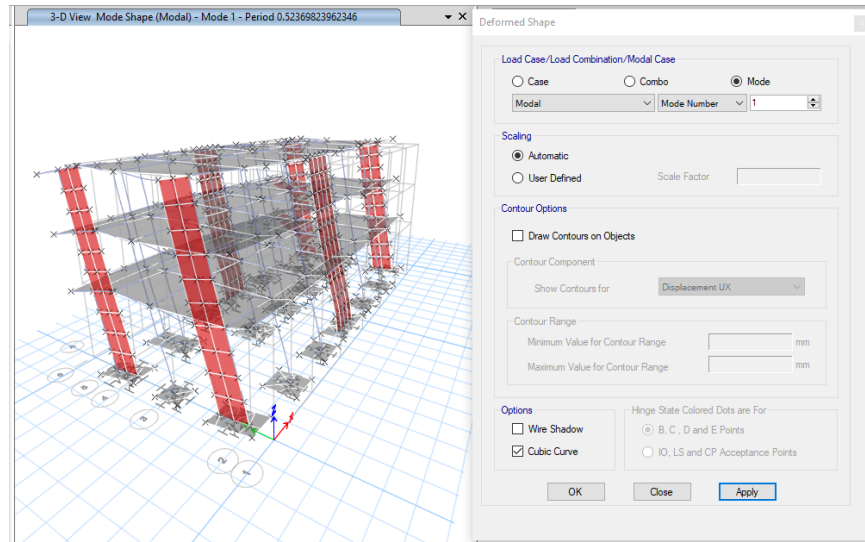 3-D View Mode Shape (Modal) - Mode 1 - Period 0.52369823962346
Deformed Shape
Load Case/Load Combination/Modal Case
Case
Combo
Mode
Modal
Mode Number
1
Scaling
Automatic
User Defined
Scale Factor
Contour Options
Draw Contours on Objects
Contour Component
Show Contours for
Displacement UX
Contour Range
Minimum Value for Contour Range
mm
Maximum Value for Contour Range
mm
Options
Wire Shadow
Cubic Curve
Hinge State Colored Dots are For
B, C , D and E Points
IO, LS and CP Acceptance Points
OK
Close
Apply
4
3
2
1